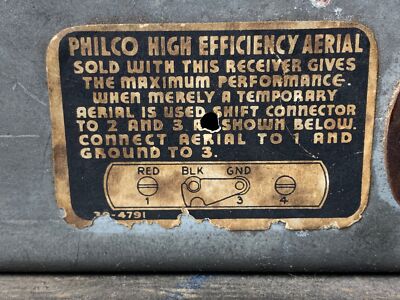 PHILCO HIGH EFFICIENCY AERIAL
SOLD WITH THIS RECEIVER GIVES
THE MAXIMUM PERFORMANCE.
WHEN MERELY A TEMPORARY
AERIAL IS USED SHIFT CONNECTOR
TO 2 AND 3 SHOWN BELOW.
CONNECT AERIAL TO AND
GROUND TO 3.
RED BLK GND
1 3 4
-4791